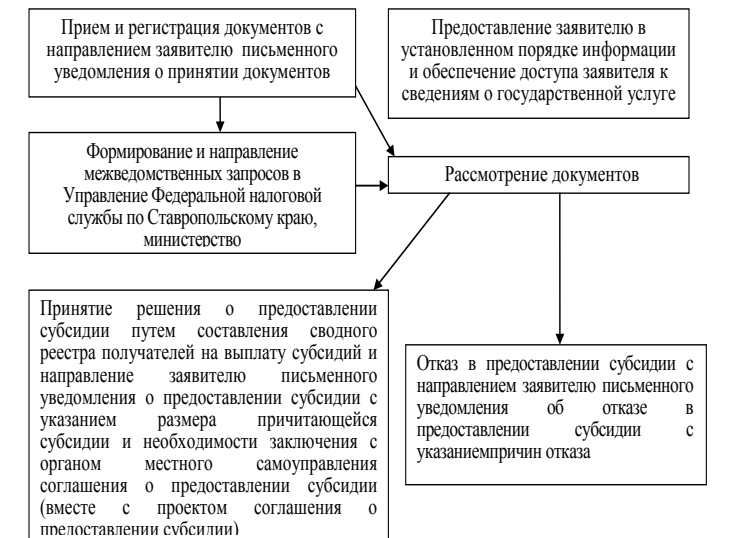 Прием и регистрация документов с
направлением заявителю письменного
уведомления о принятии документов
Предоставление заявителю в
установленном порядке информации
и обеспечение доступа заявителя к
сведениям о государственной услуге
Формирование и направление
межведомственных запросов в
Управление Федеральной налоговой
службы по Ставропольскому краю,
министерство
Рассмотрение документов
Принятие решения о предоставлении
субсидии путем составления сводного
реестра получателей на выплату субсидий и
направление заявителю письменного
уведомления о предоставлении субсидии с
указанием размера причитающейся
субсидии и необходимости заключения с
органом местного самоуправления
соглашения о предоставлении субсидии
(вместе с проектом соглашения о
предоставлении субсидии)
Отказ в предоставлении субсидии с
направлением заявителю письменного
уведомления об отказе в
предоставлении субсидии с
указаниемпричин отказа